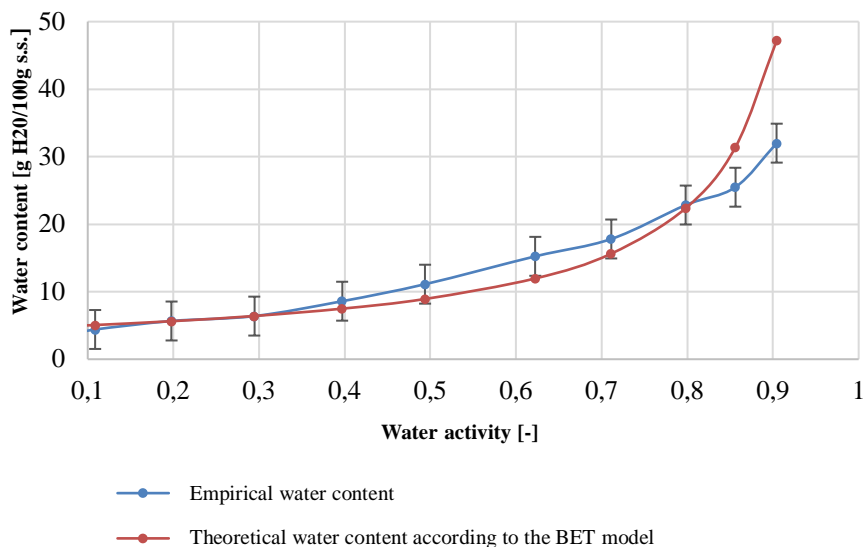 50
40
30
20
10
0
Water content [g H20/100g s.s.]
0,1 0,2 0,3 0,4 0,5 0,6 0,7 0,8 0,9 1
Water activity [-]
Empirical water content
Theoretical water content according to the BET model